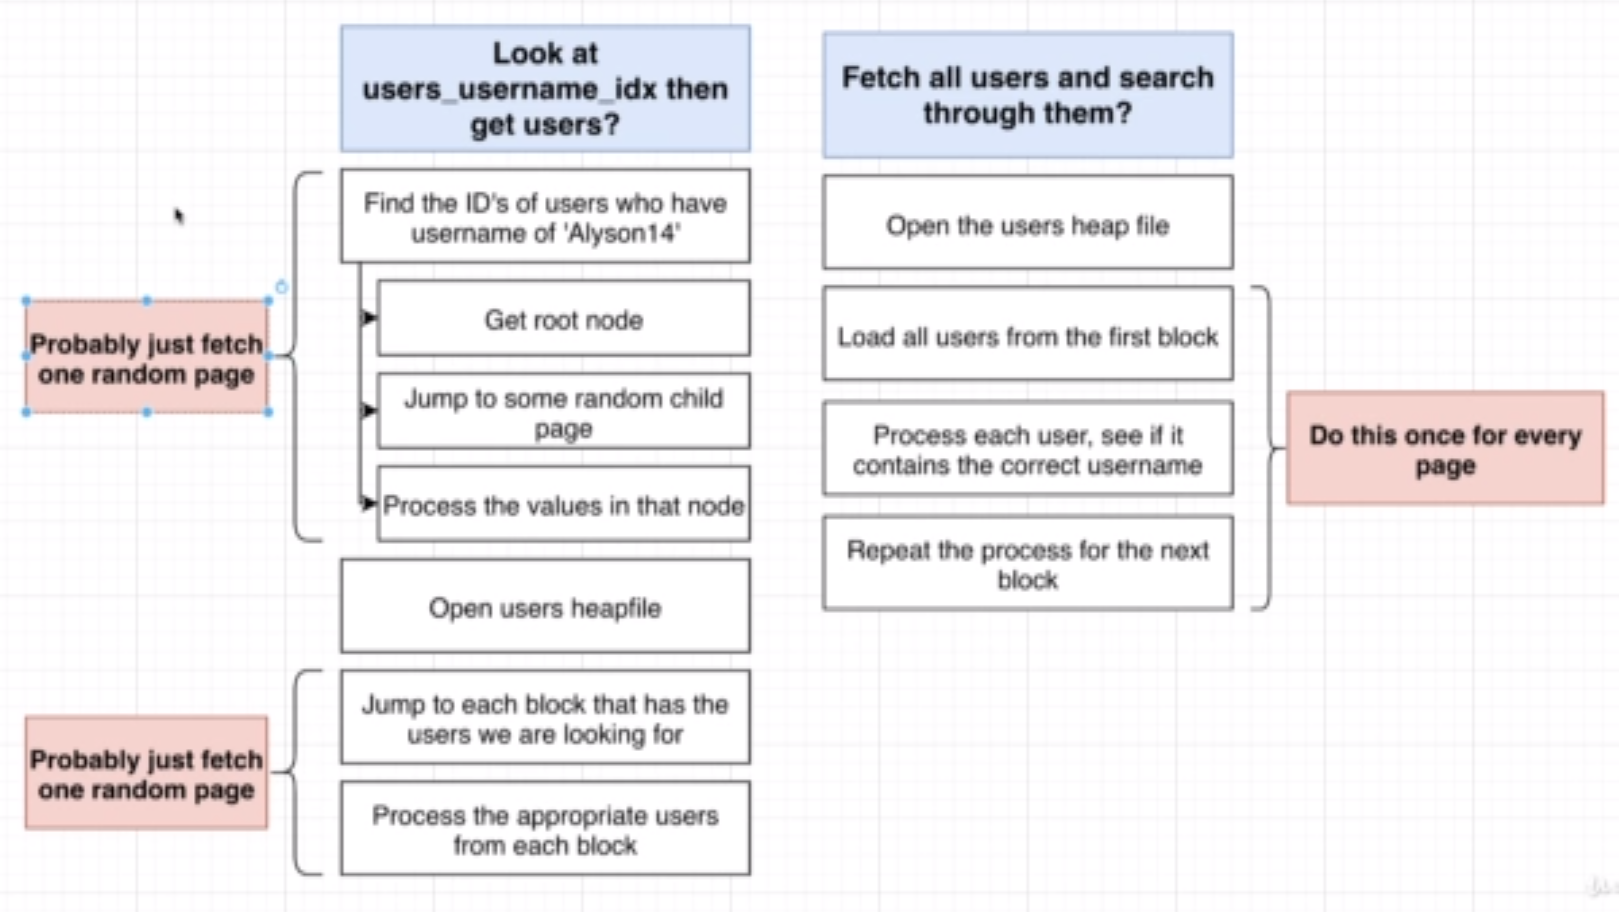 Look at
users_username_idx then
get users?
Find the ID's of users who have
username of 'Alyson14'
Get root node
Jump to some random child
page
Process the values in that node
Probably just fetch
one random page
Open users heapfile
Jump to each block that has the
users we are looking for
Process the appropriate users
from each block
Probably just fetch
one random page
Fetch all users and search
through them?
Open the users heap file
Load all users from the first block
Process each user, see if it
contains the correct username
Repeat the process for the next
block
Do this once for every
page